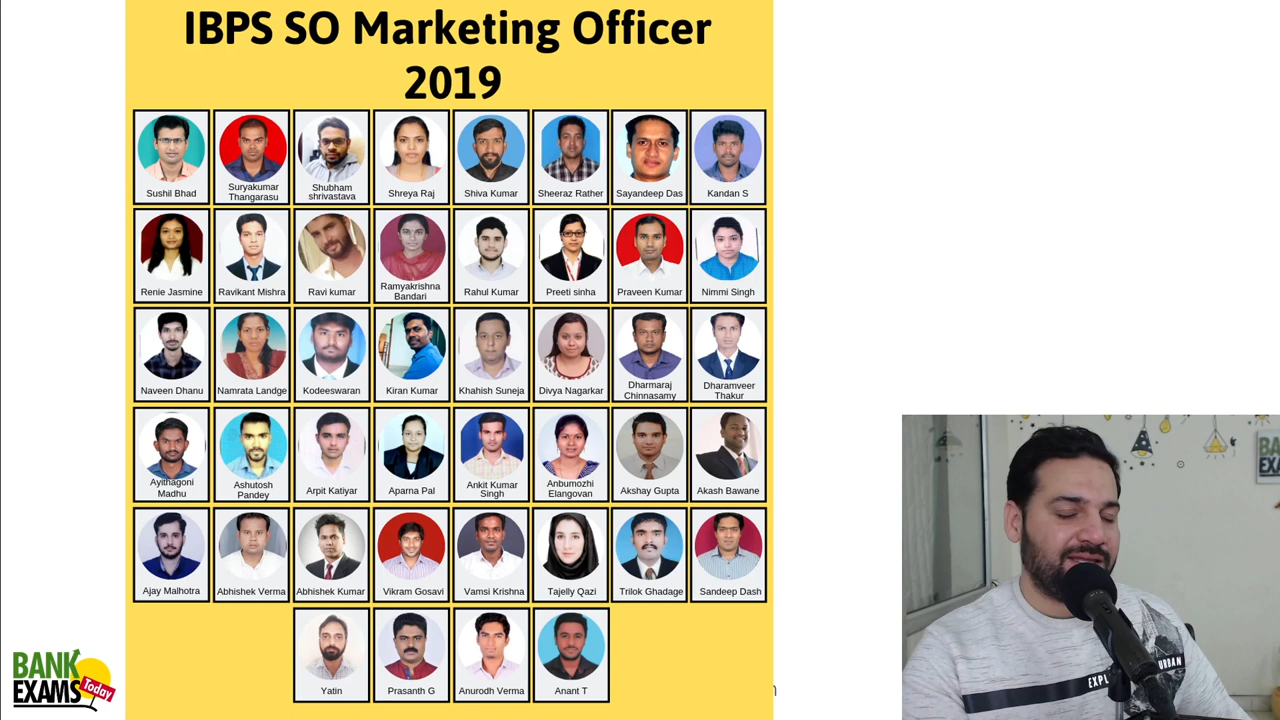 IBPS SO Marketing Officer
2019
Sushil Bhad
Suryakumar
Thangarasu
Shubham
shrivastava
Shreya Raj
Shiva Kumar
Sheeraz Rather
Sayandeep Das
Kandan S
Renie Jasmine
Ravikant Mishra
Ravi kumar
Ramyakrishna
Bandari
Rahul Kumar
Preeti sinha
Praveen Kumar
Nimmi Singh
Naveen Dhanu
Namrata Landge
Kodeeswaran
Kiran Kumar
Khahish Suneja
Divya Nagarkar
Dharmaraj
Chinnasamy
Dharamveer
Thakur
Ayithagoni
Madhu
Ashutosh
Pandey
Arpit Katiyar
Aparna Pal
Ankit Kumar
Singh
Anbumozhi
Elangovan
Akshay Gupta
Akash Bawane
Ajay Malhotra
Abhishek Verma
Abhishek Kumar
Vikram Gosavi
Vamsi Krishna
Tajelly Qazi
Trilok Ghadage
Sandeep Dash
Yatin
Prasanth G
Anurodh Verma
Anant T
BANK
EXAMS
Today
EXPL
URBAN